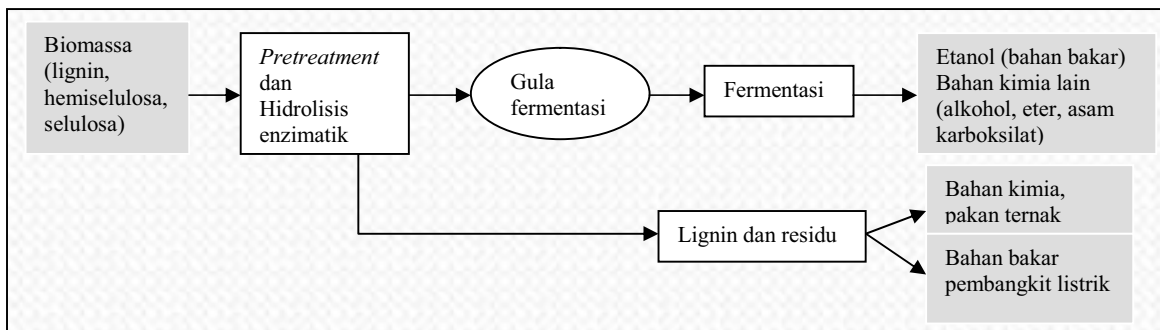 Biomassa
(lignin,
hemiselulosa,
selulosa)
Pretreatment
dan
Hidrolisis
enzimatik
Gula
fermentasi
Fermentasi
Etanol (bahan bakar)
Bahan kimia lain
(alkohol, eter, asam
karboksilat)
Lignin dan residu
Bahan kimia,
pakan ternak
Bahan bakar
pembangkit listrik